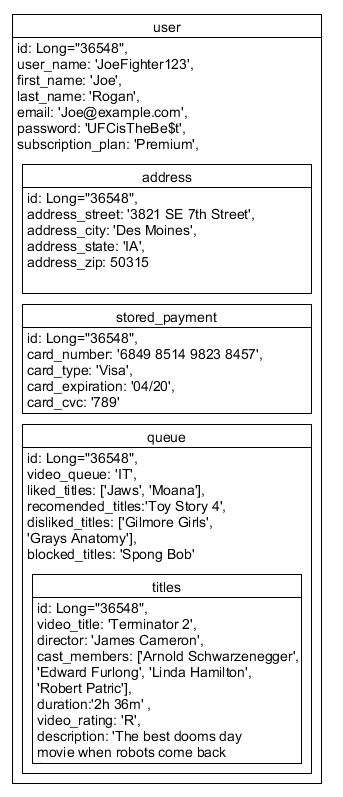 user
id: Long="36548",
user_name: 'JoeFighter123',
first_name: 'Joe',
last_name: 'Rogan',
email: 'Joe@example.com',
password: 'UFCisTheBe$t',
subscription_plan: 'Premium',
address
id: Long="36548",
address_street: '3821 SE 7th Street',
address_city: 'Des Moines',
address_state: 'IA',
address_zip: 50315
stored_payment
id: Long="36548",
card_number: '6849 8514 9823 8457',
card_type: 'Visa',
card_expiration: '04/20',
card_cvc: '789'
queue
id: Long="36548",
video_queue: 'IT',
liked_titles: ['Jaws', 'Moana'],
recomended_titles:'Toy Story 4',
disliked_titles: ['Gilmore Girls',
'Grays Anatomy'],
blocked_titles: 'Spong Bob'
titles
id: Long="36548",
video_title: 'Terminator 2',
director: 'James Cameron',
cast_members: ['Arnold Schwarzenegger',
'Edward Furlong', 'Linda Hamilton',
'Robert Patric'],
duration:'2h 36m' ,
video_rating: 'R',
description: 'The best dooms day
movie when robots come back